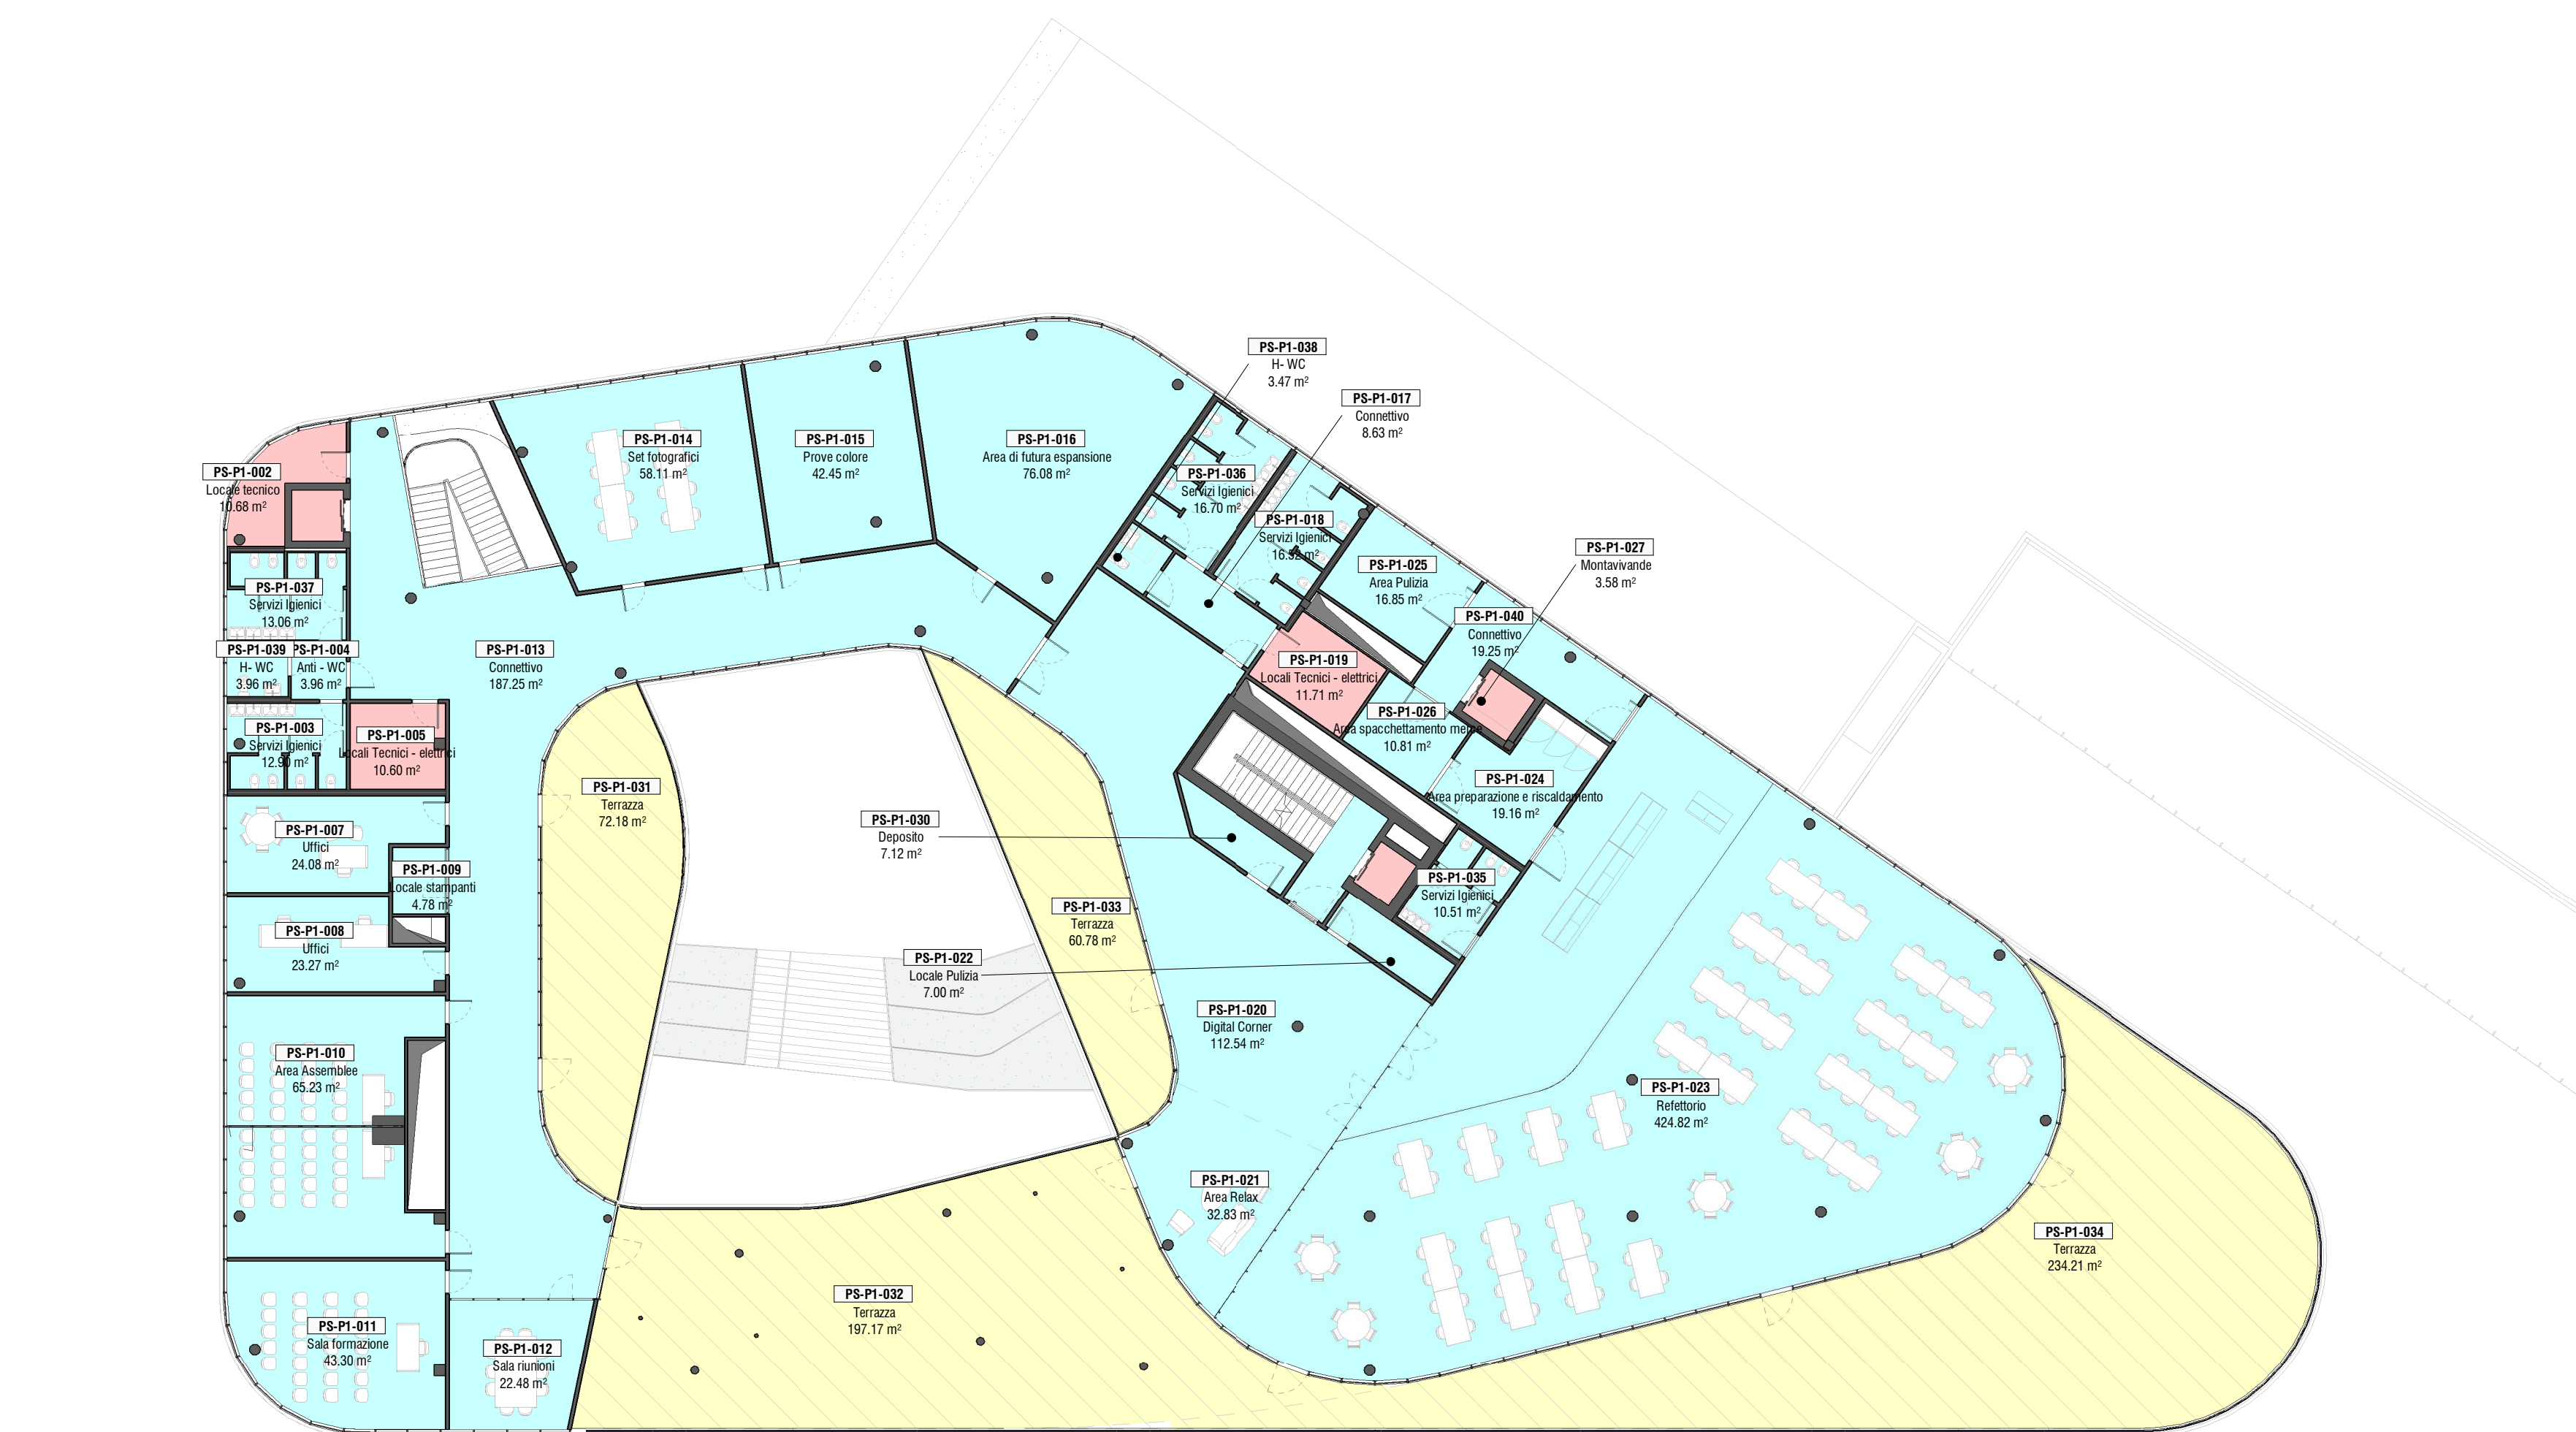 PS-P1-038
H- WC
3.47 m²
PS-P1-017
Connettivo
8.63 m²
PS-P1-002
Locale tecnico
10.68 m²
PS-P1-014
Set fotografici
58.11 m²
PS-P1-015
Prove colore
42.45 m²
PS-P1-016
Area di futura espansione
76.08 m²
PS-P1-036
Servizi Igienici
16.70 m²
PS-P1-018
Servizi Igienici
16.52 m²
PS-P1-025
Area Pulizia
16.85 m²
PS-P1-027
Montavivande
3.58 m²
PS-P1-037
Servizi Igienici
13.06 m²
PS-P1-039
H- WC
3.96 m²
PS-P1-004
Anti - WC
3.96 m²
PS-P1-013
Connettivo
187.25 m²
PS-P1-040
Connettivo
19.25 m²
PS-P1-019
Locali Tecnici - elettrici
11.71 m²
PS-P1-026
Area spacchettamento merce
10.81 m²
PS-P1-003
Servizi Igienici
12.90 m²
PS-P1-005
Locali Tecnici - elettrici
10.60 m²
PS-P1-031
Terrazza
72.18 m²
PS-P1-024
Area preparazione e riscaldamento
19.16 m²
PS-P1-030
Deposito
7.12 m²
PS-P1-007
Uffici
24.08 m²
PS-P1-009
Locale stampanti
4.78 m²
PS-P1-035
Servizi Igienici
10.51 m²
PS-P1-008
Uffici
23.27 m²
PS-P1-033
Terrazza
60.78 m²
PS-P1-022
Locale Pulizia
7.00 m²
PS-P1-020
Digital Corner
112.54 m²
PS-P1-010
Area Assemblee
65.23 m²
PS-P1-023
Refettorio
424.82 m²
PS-P1-021
Area Relax
32.83 m²
PS-P1-034
Terrazza
234.21 m²
PS-P1-032
Terrazza
197.17 m²
PS-P1-011
Sala formazione
43.30 m²
PS-P1-012
Sala riunioni
22.48 m²